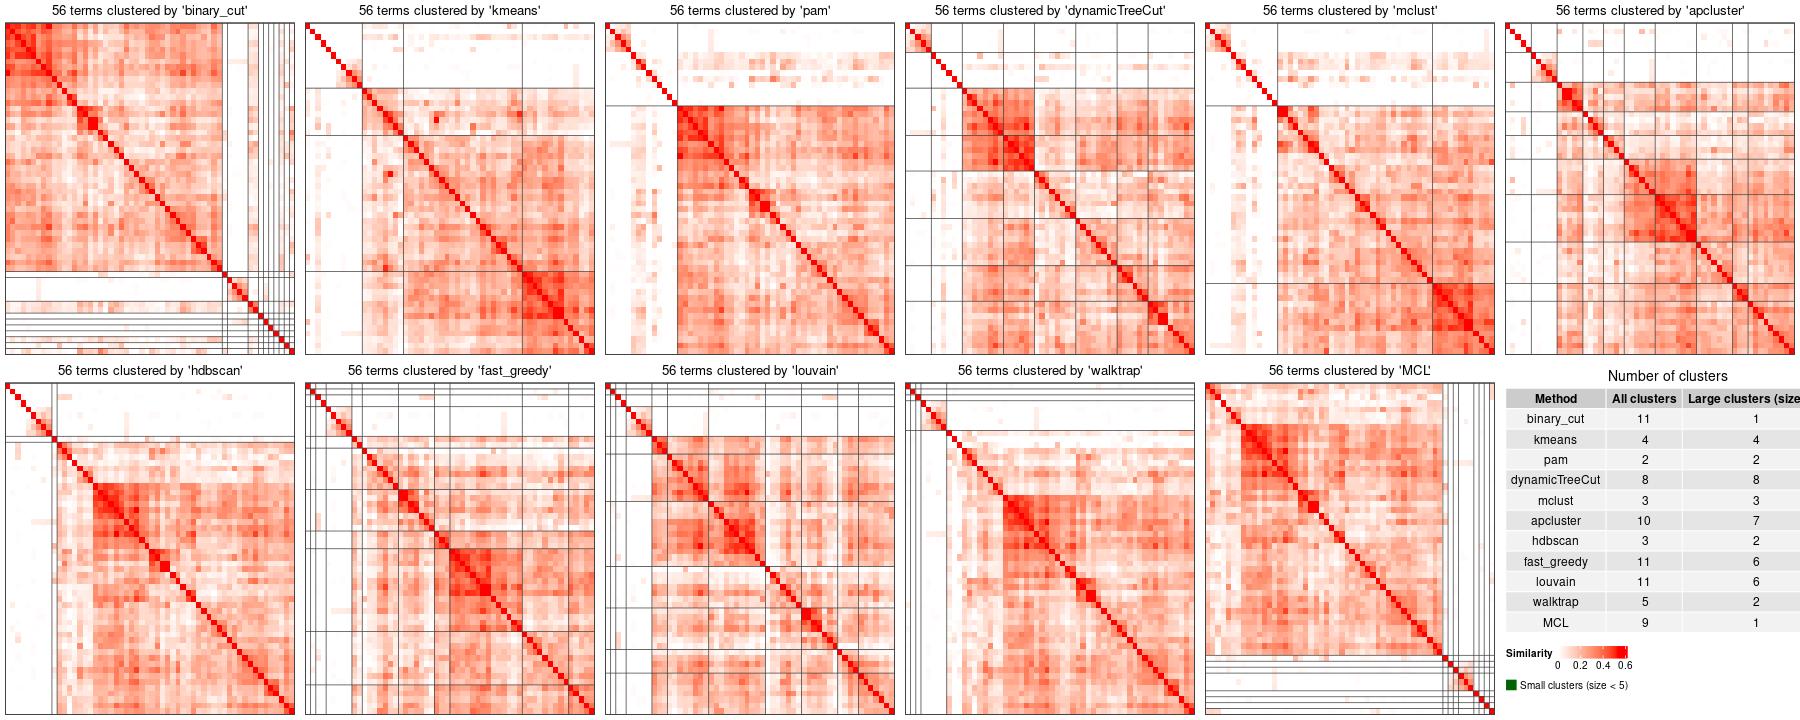 56 terms clustered by 'binary_cut'
56 terms clustered by 'kmeans'
56 terms clustered by 'pam'
56 terms clustered by 'dynamicTreeCut'
56 terms clustered by 'mclust'
56 terms clustered by 'apcluster'
56 terms clustered by 'hdbscan'
56 terms clustered by 'fast_greedy'
56 terms clustered by 'louvain'
56 terms clustered by 'walktrap'
56 terms clustered by 'MCL'
Number of clusters
Method All clusters Large clusters (size
binary_cut 11 1
kmeans 4 4
pam 2 2
dynamicTreeCut 8 8
mclust 3 3
apcluster 10 7
hdbscan 3 2
fast_greedy 11 6
louvain 11 6
walktrap 5 2
MCL 9 1
Similarity
0 0.2 0.4 0.6
Small clusters (size < 5)